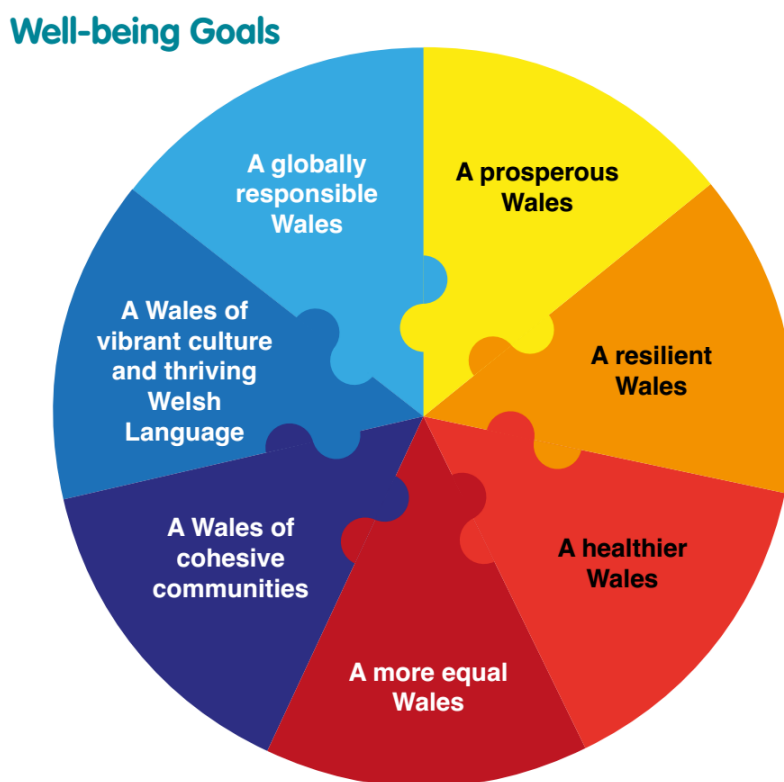 Well-being Goals
A prosperous
Wales
A resilient
Wales
A healthier
Wales
A more equal
Wales
A Wales of
cohesive
communities
A Wales of
vibrant culture
and thriving
Welsh
Language
A globally
responsible
Wales